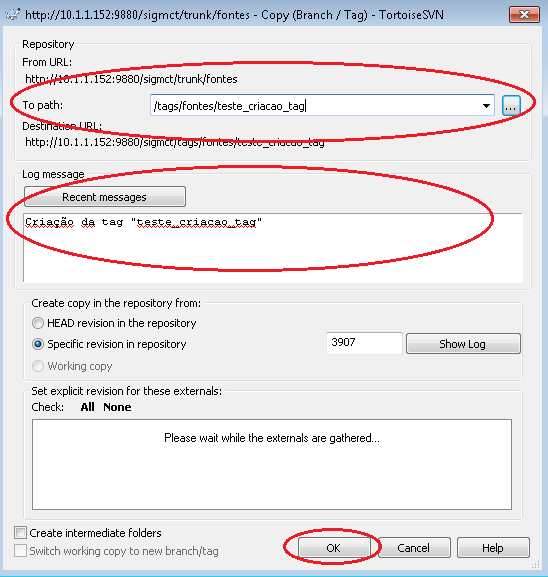 http://10.1.1.152:9880/sigmct/trunk/fontes - Copy (Branch / Tag) - TortoiseSVN
Repository
From URL:
http://10.1.1.152:9880/sigmct/trunk/fontes
To path: /tags/fontes/teste_criacao_tag ...
Destination URL:
http://10.1.1.152:9880/sigmct/tags/fontes/teste_criacao_tag
Log message
Recent messages
Criação da tag "teste_criacao_tag"
Create copy in the repository from:
HEAD revision in the repository
Specific revision in repository 3907 Show Log
Working copy
Set explicit revision for these externals:
Check: All None
Please wait while the externals are gathered...
Create intermediate folders
Switch working copy to new branch/tag
OK Cancel Help